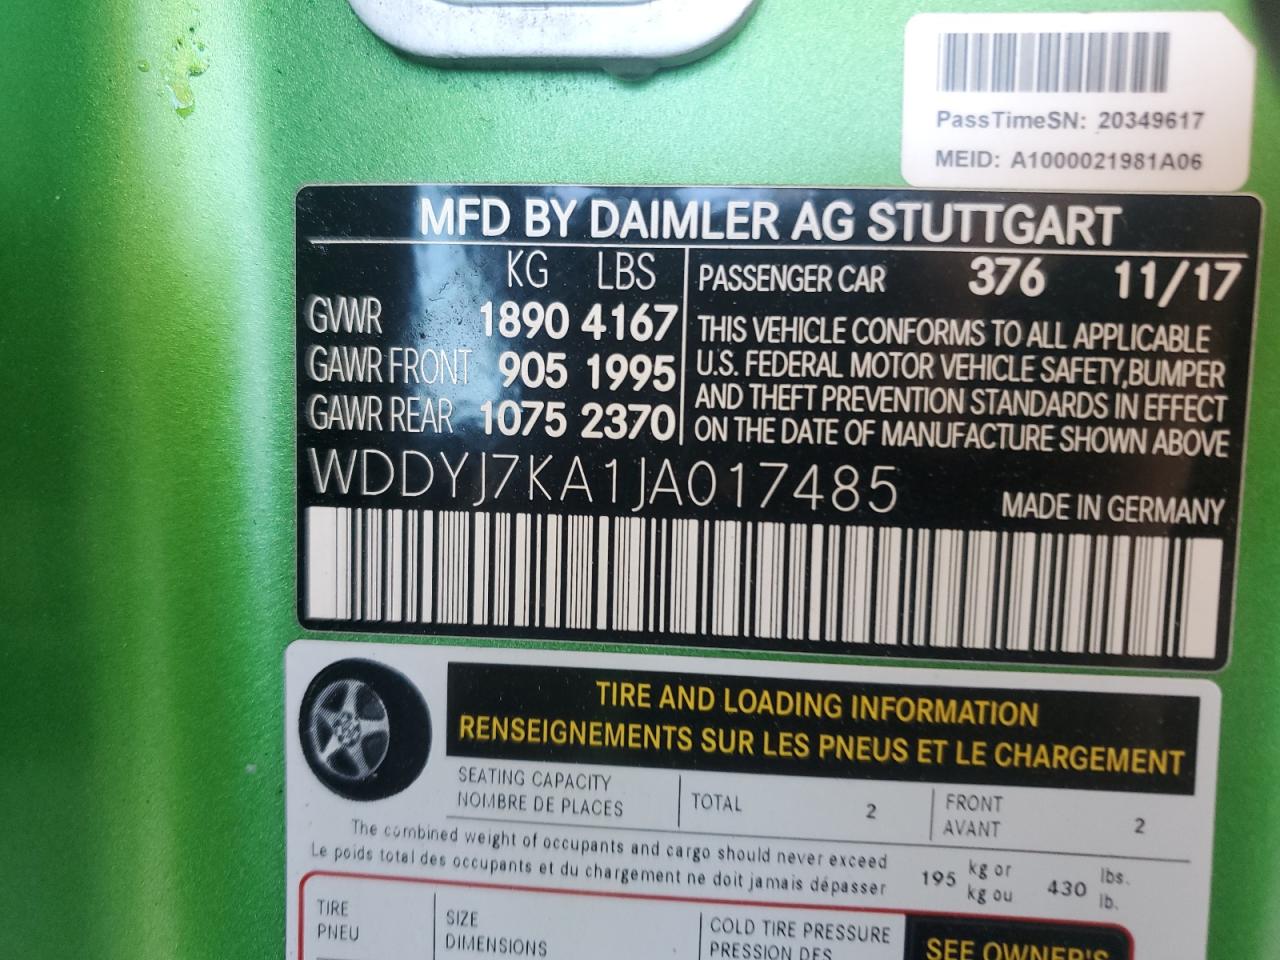 PassTimeSN: 20349617
MEID: A1000021981A06
MFD BY DAIMLER AG STUTTGART
KG LBS
GVWR 1890 4167
GAWR FRONT 905 1995
GAWR REAR 1075 2370
PASSENGER CAR 376 11/17
THIS VEHICLE CONFORMS TO ALL APPLICABLE
U.S. FEDERAL MOTOR VEHICLE SAFETY,BUMPER
AND THEFT PREVENTION STANDARDS IN EFFECT
ON THE DATE OF MANUFACTURE SHOWN ABOVE
WDDYJ7KA1JA017485
MADE IN GERMANY
TIRE AND LOADING INFORMATION
RENSEIGNEMENTS SUR LES PNEUS ET LE CHARGEMENT
SEATING CAPACITY
NOMBRE DE PLACES
TOTAL 2
FRONT
AVANT
2
The combined weight of occupants and cargo should never exceed
Le poids total des occupants et du chargement ne doit jamais dépasser
195 kg or
kg ou
430 lbs.
lb.
TIRE
PNEU
SIZE
DIMENSIONS
COLD TIRE PRESSURE
PRESSION DES
SEE OWNER'S